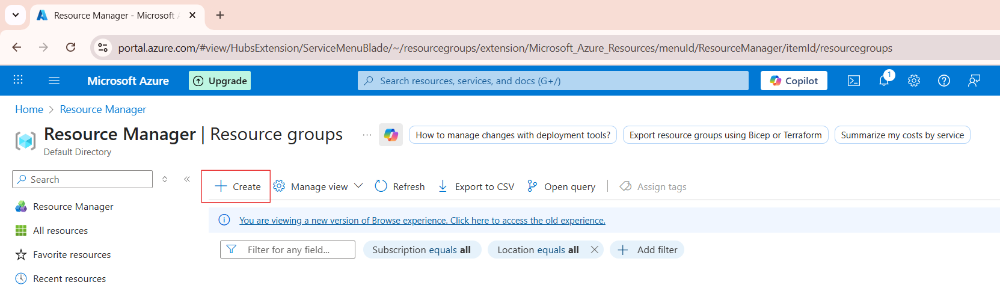 Resource Manager - Microsoft
portal.azure.com/#view/HubsExtension/ServiceMenuBlade/~/resourcegroups/extension/Microsoft_Azure_Resources/menuId/ResourceManager/itemId/resourcegroups
Microsoft Azure
Upgrade
Search resources, services, and docs (G+/)
Copilot
1
Home > Resource Manager
Resource Manager | Resource groups
Default Directory
How to manage changes with deployment tools?
Export resource groups using Bicep or Terraform
Summarize my costs by service
Search
Create
Manage view
Refresh
Export to CSV
Open query
Assign tags
Resource Manager
All resources
Favorite resources
Recent resources
You are viewing a new version of Browse experience. Click here to access the old experience.
Filter for any field...
Subscription equals all
Location equals all
Add filter